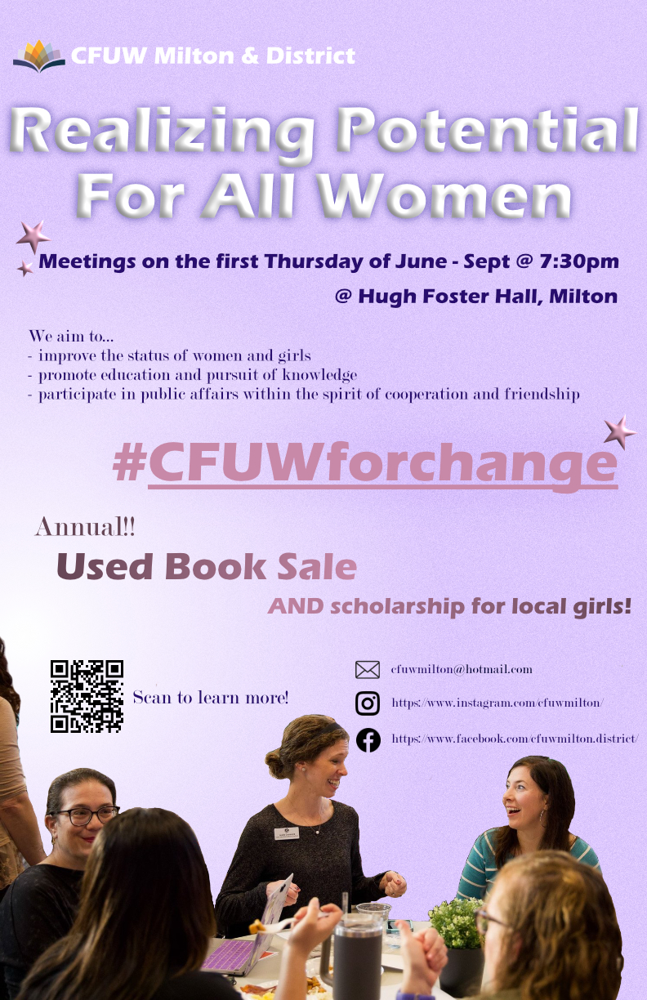 CFUW Milton & District
Realizing Potential
For All Women
Meetings on the first Thursday of June - Sept @ 7:30pm
@ Hugh Foster Hall, Milton
We aim to...
- improve the status of women and girls
- promote education and pursuit of knowledge
- participate in public affairs within the spirit of cooperation and friendship
#CFUWforchange
Annual!!
Used Book Sale
AND scholarship for local girls!
Scan to learn more!
cfuwmilton@hotmail.com
https://www.instagram.com/cfuwmilton/
https://www.facebook.com/cfuwmilton.district/